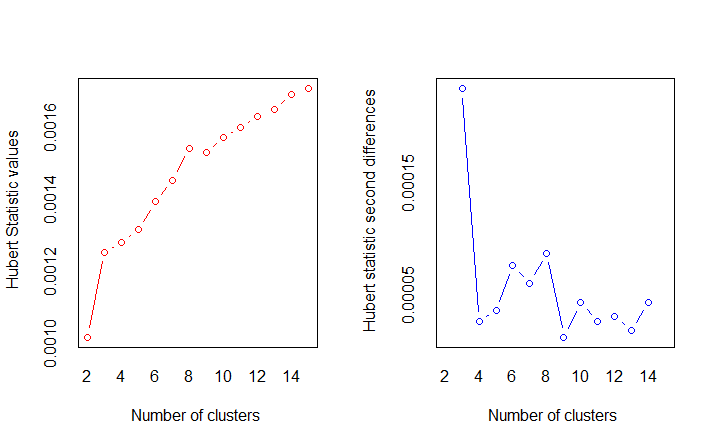 Hubert Statistic values
0.0010 0.0012 0.0014 0.0016
2 4 6 8 10 12 14
Number of clusters
Hubert statistic second differences
0.00005 0.00015
2 4 6 8 10 12 14
Number of clusters